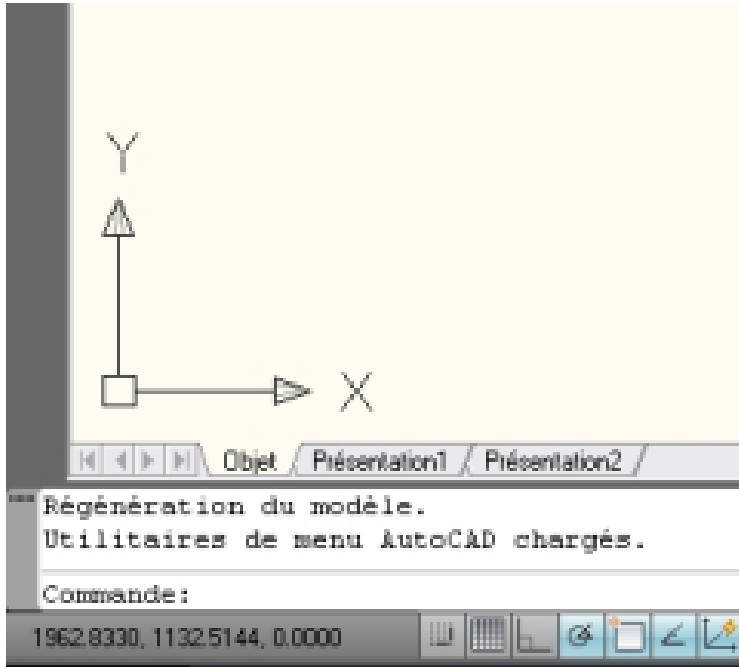 Y
X
Objet Présentation1 Présentation2
Régénération du modèle.
Utilitaires de menu AutoCAD chargés.
Commande:
1962.8330, 1132.5144, 0.0000